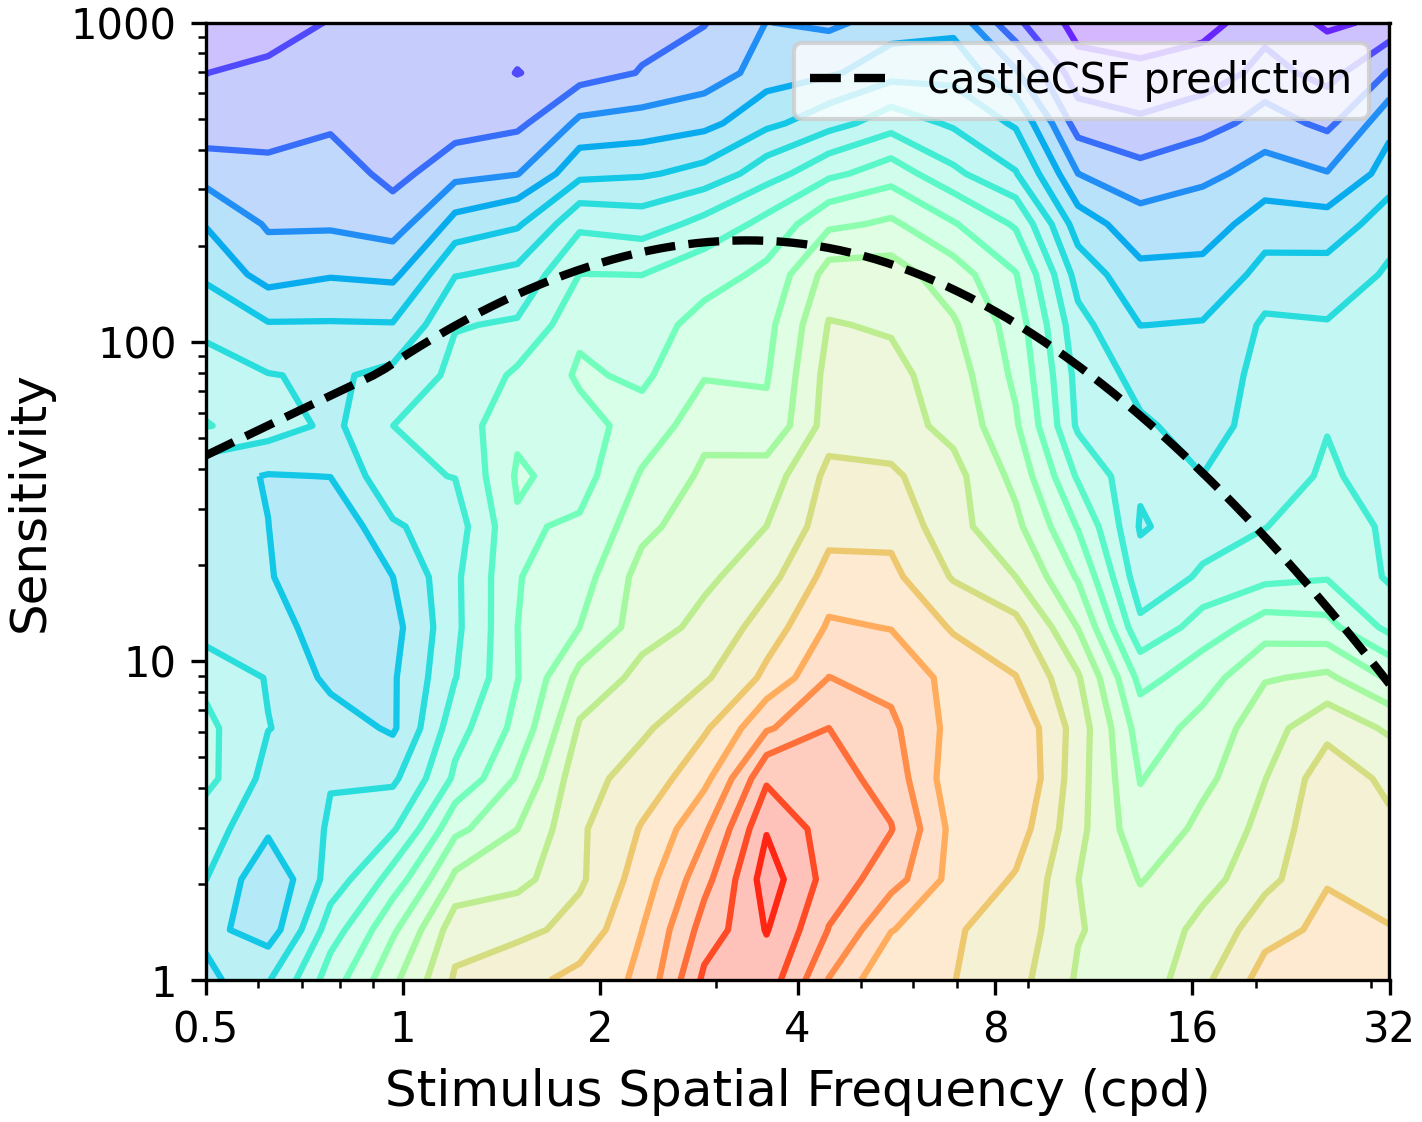 1000
castleCSF prediction
100
Sensitivity
10
1
0.5 1 2 4 8 16 32
Stimulus Spatial Frequency (cpd)